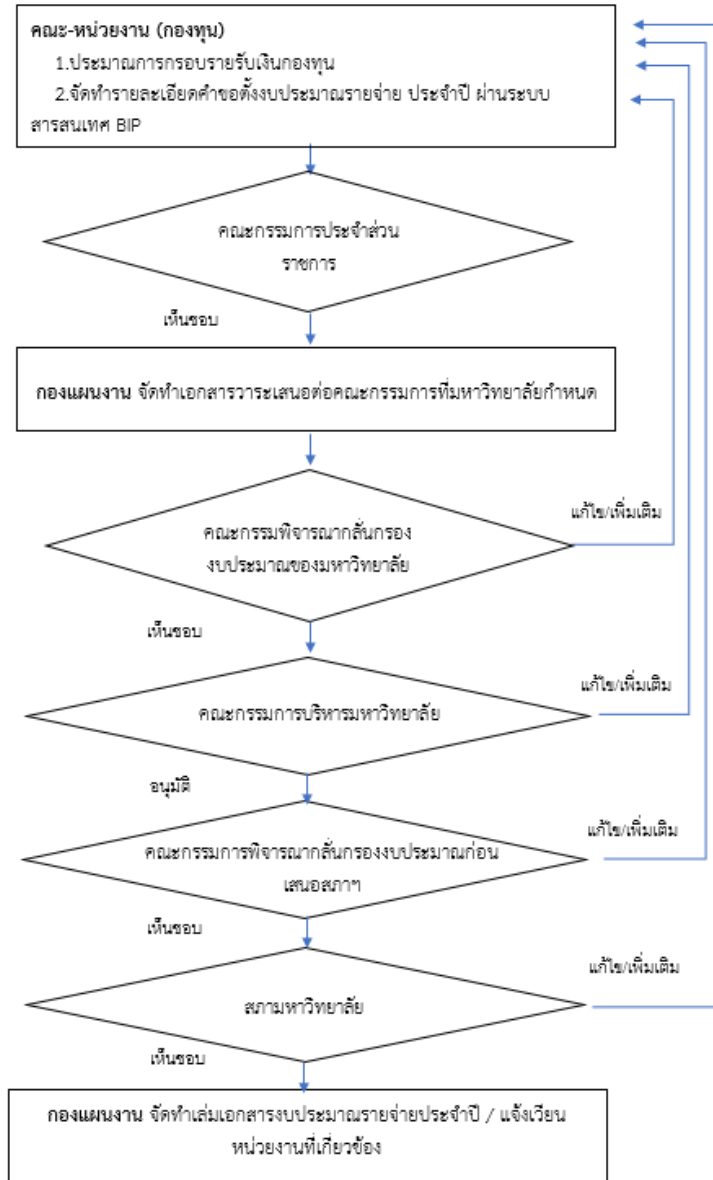 คณะ-หน่วยงาน (กองทุน)
1.ประมาณการกรอบรายรับเงินกองทุน
2.จัดทำรายละเอียดคำขอตั้งงบประมาณรายจ่าย ประจำปี ผ่านระบบ
สารสนเทศ BIP
คณะกรรมการประจำส่วน
ราชการ
เห็นชอบ
กองแผนงาน จัดทำเอกสารวาระเสนอต่อคณะกรรมการที่มหาวิทยาลัยกำหนด
แก้ไข/เพิ่มเติม
คณะกรรมพิจารณากลั่นกรอง
งบประมาณของมหาวิทยาลัย
เห็นชอบ
แก้ไข/เพิ่มเติม
คณะกรรมการบริหารมหาวิทยาลัย
อนุมัติ
แก้ไข/เพิ่มเติม
คณะกรรมการพิจารณากลั่นกรองงบประมาณก่อน
เสนอสภาฯ
เห็นชอบ
แก้ไข/เพิ่มเติม
สภามหาวิทยาลัย
เห็นชอบ
กองแผนงาน จัดทำเล่มเอกสารงบประมาณรายจ่ายประจำปี / แจ้งเวียน
หน่วยงานที่เกี่ยวข้อง